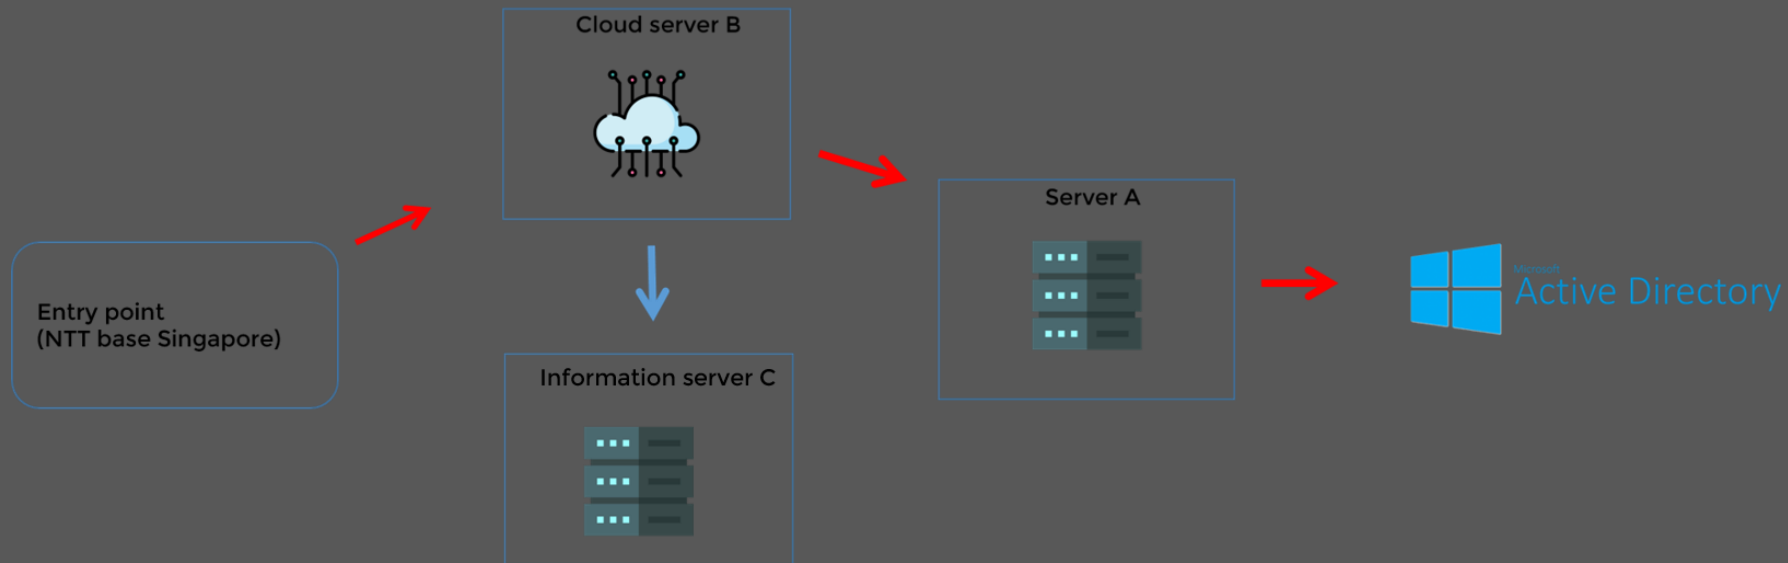 Cloud server B
Server A
Entry point
(NTT base Singapore)
Microsoft
Active Directory
Information server C